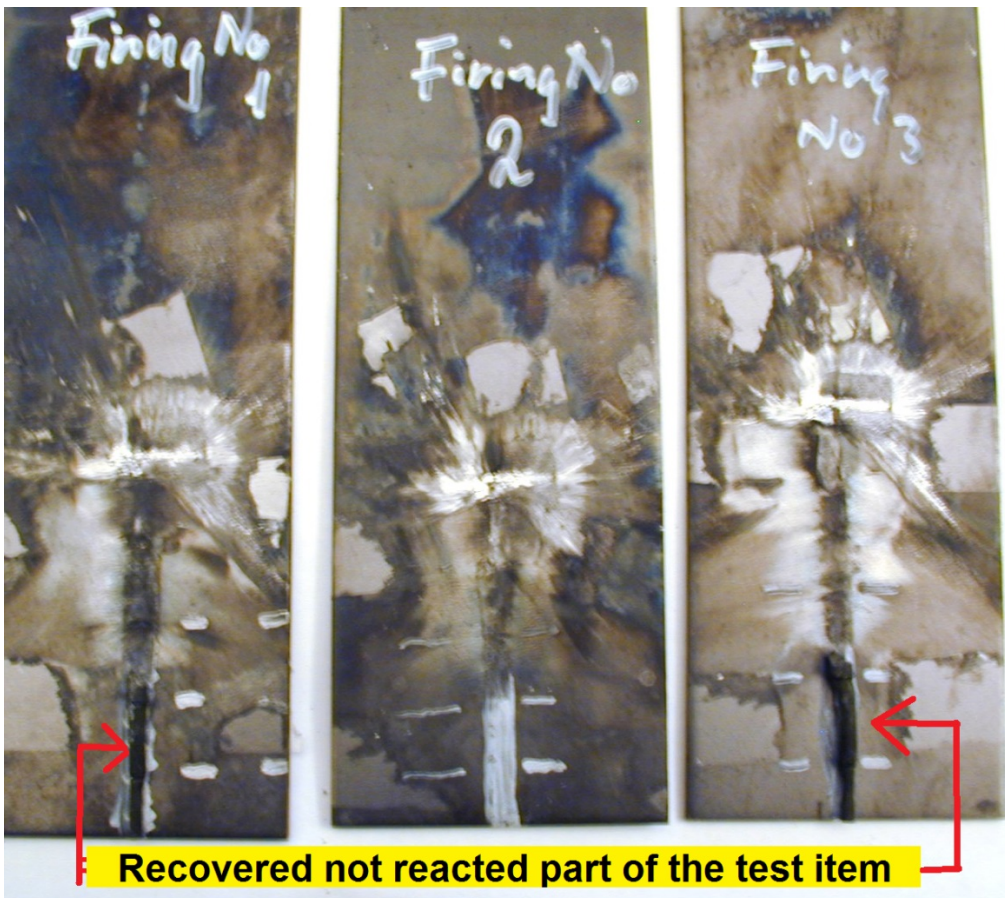 Firing No
1
Firing No
2
Firing
No 3
Recovered not reacted part of the test item